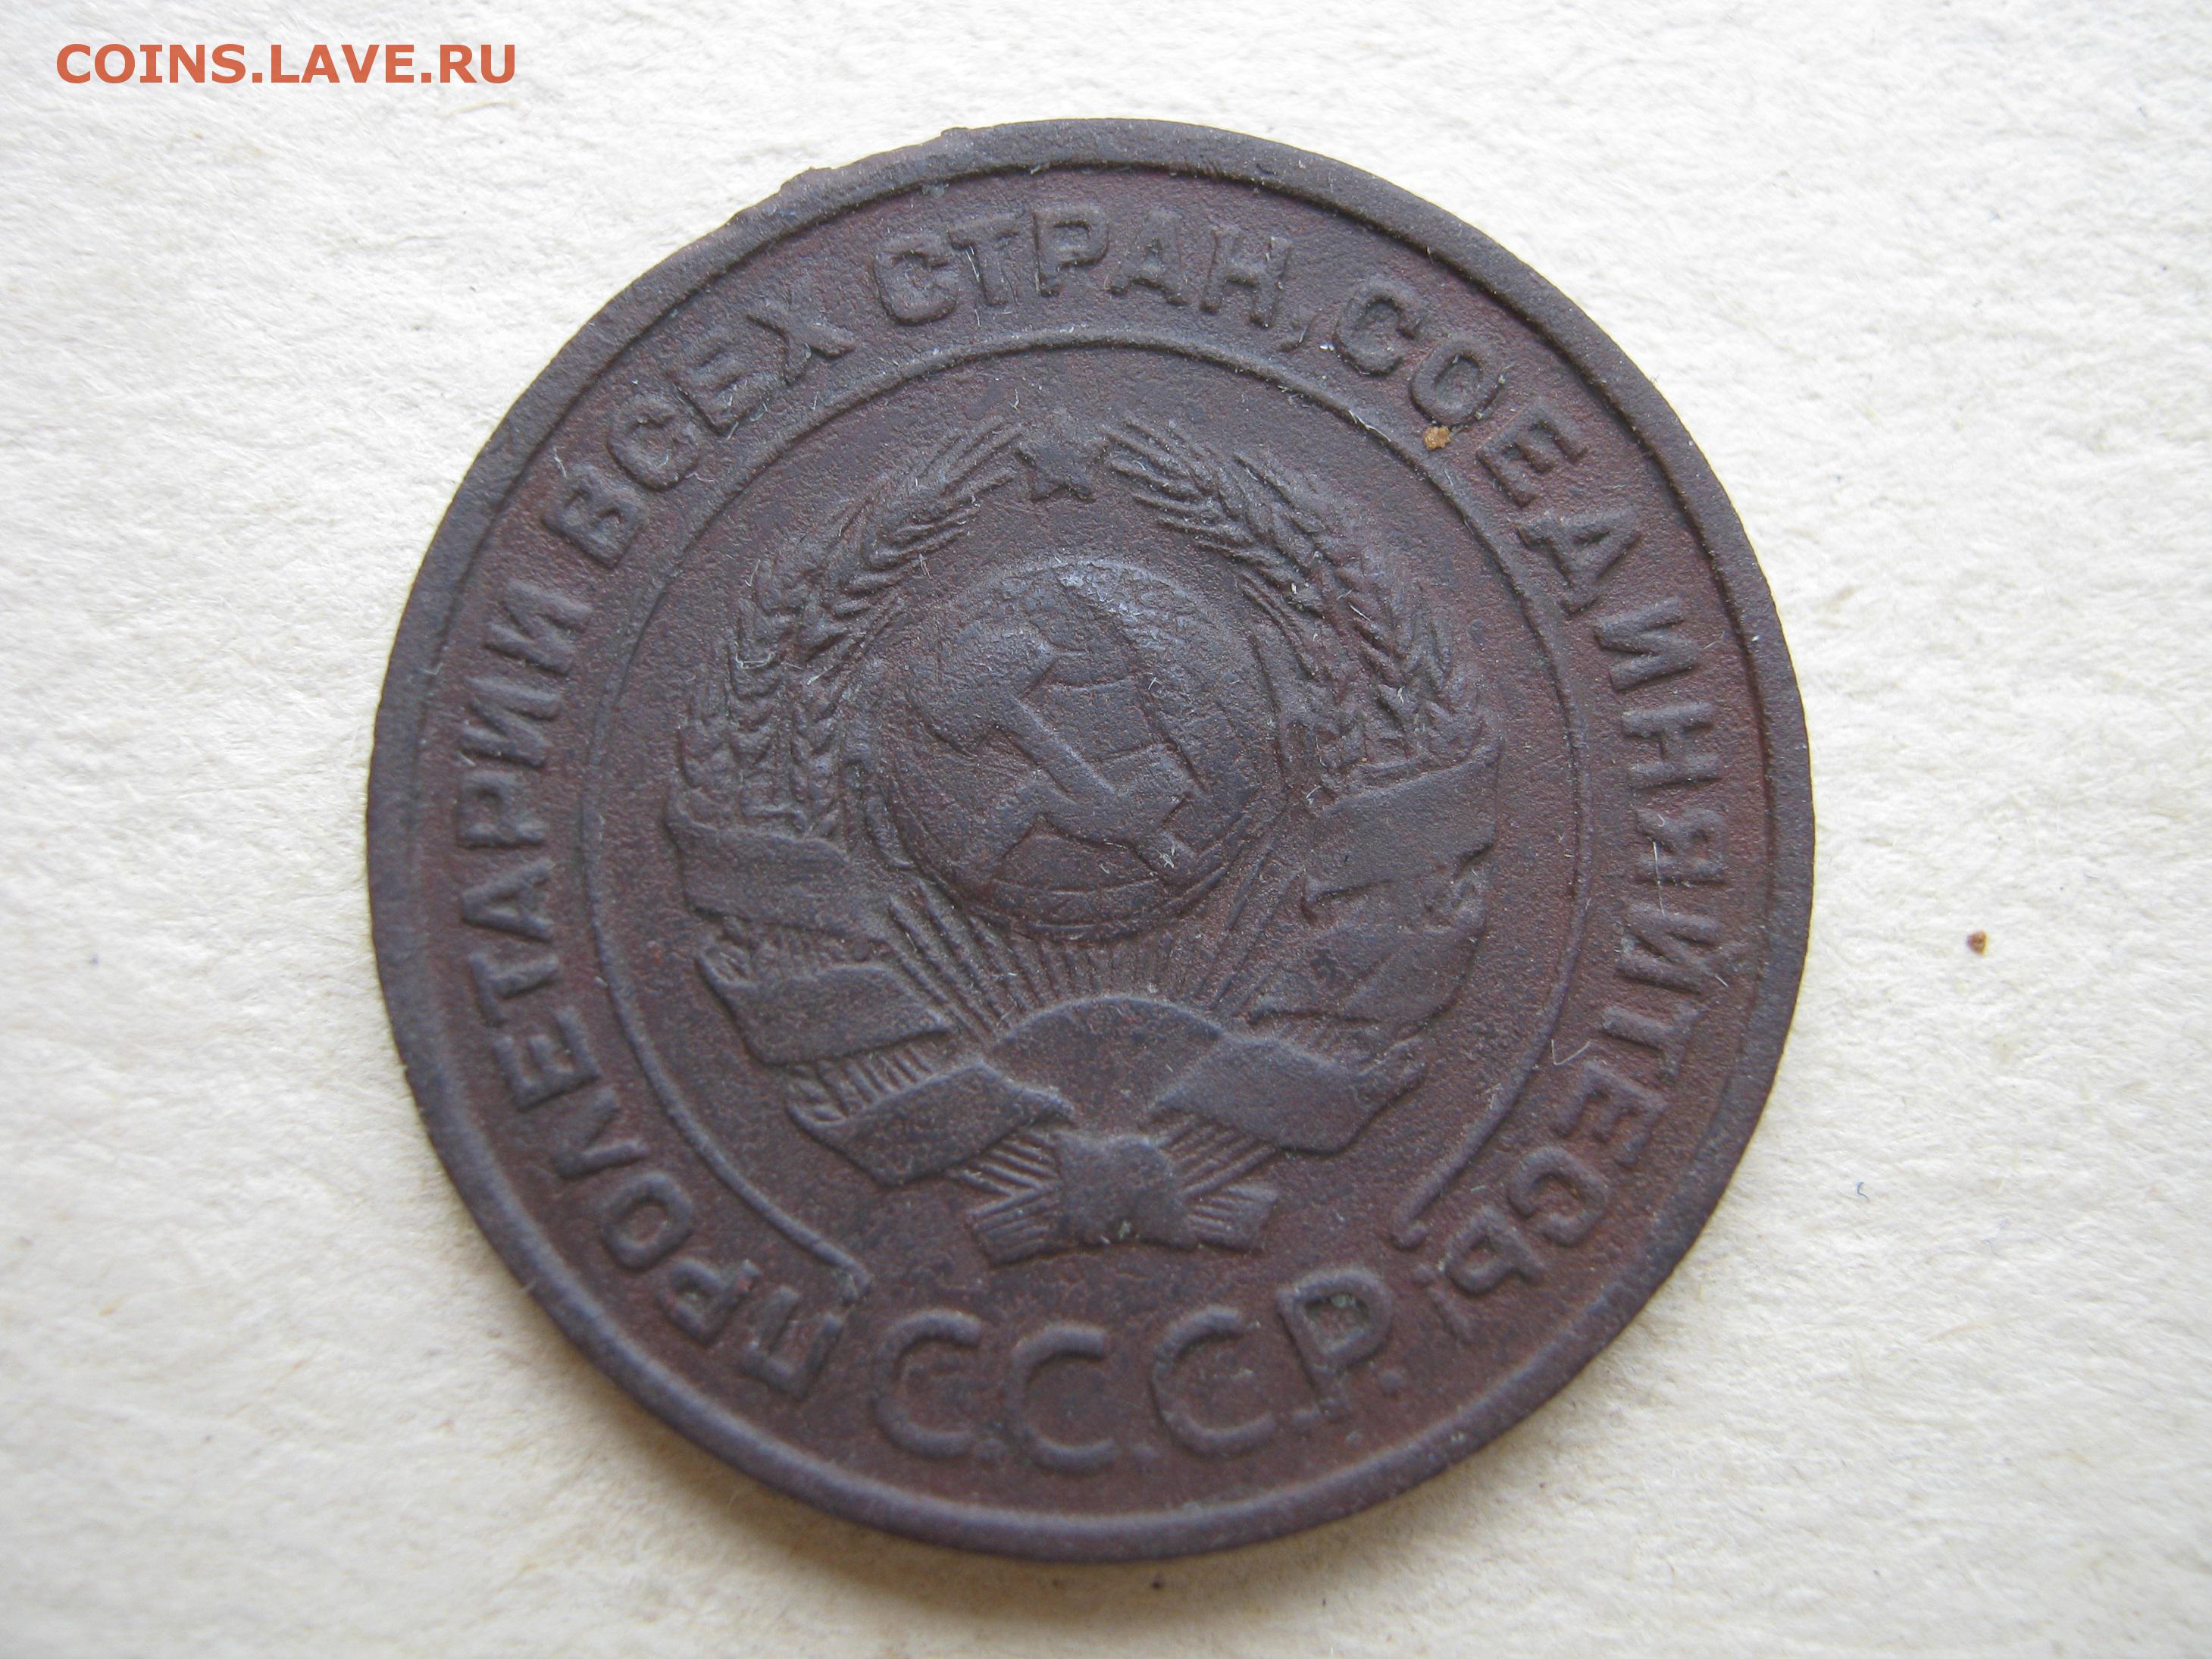 COINS.LAVE.RU
ПРОЛЕТАРИИ ВСЕХ СТРАН, СОЕДИНЯЙТЕСЬ!
С.С.С.Р.